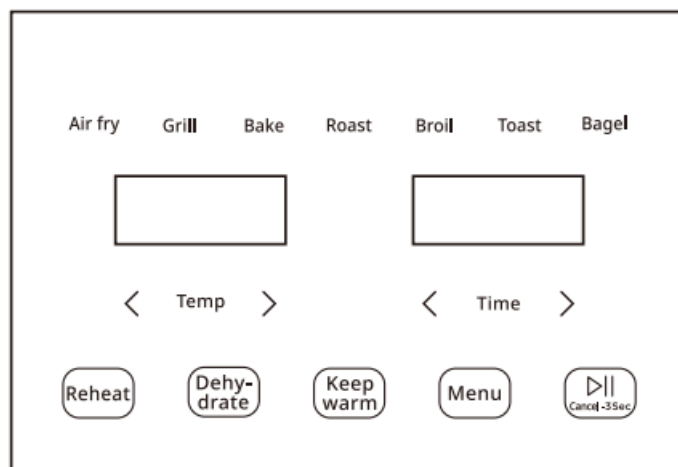 Air fry Grill Bake Roast Broil Toast Bagel
< Temp > < Time >
Reheat
Dehy-
drate
Keep
warm
Menu
▷||
Cancel-3Sec